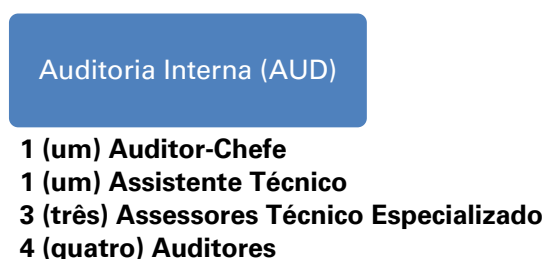 Auditoria Interna (AUD)
1 (um) Auditor-Chefe
1 (um) Assistente Técnico
3 (três) Assessores Técnico Especializado
4 (quatro) Auditores